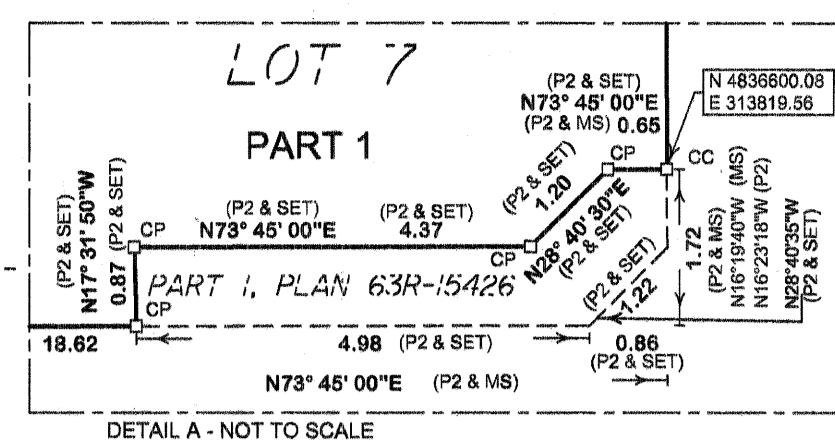 LOT 7
PART 1
(P2 & SET)
N73° 45' 00"E
(P2 & MS) 0.65
N 4836600.08
E 313819.56
CP
CC
(P2 & SET)
1.20
N28° 40' 30"E
(P2 & SET)
(P2 & SET)
N17° 31' 50"W
0.87 (P2 & SET)
CP
(P2 & SET)
N73° 45' 00"E
(P2 & SET)
4.37
CP
PART 1, PLAN 63R-15426
CP
(P2 & SET)
1.22
1.72
(P2 & MS)
N16°19'40"W (MS)
N16°23'18"W (P2)
N28°40'35"W
(P2 & SET)
18.62
4.98 (P2 & SET)
0.86
(P2 & SET)
N73° 45' 00"E (P2 & MS)
DETAIL A - NOT TO SCALE